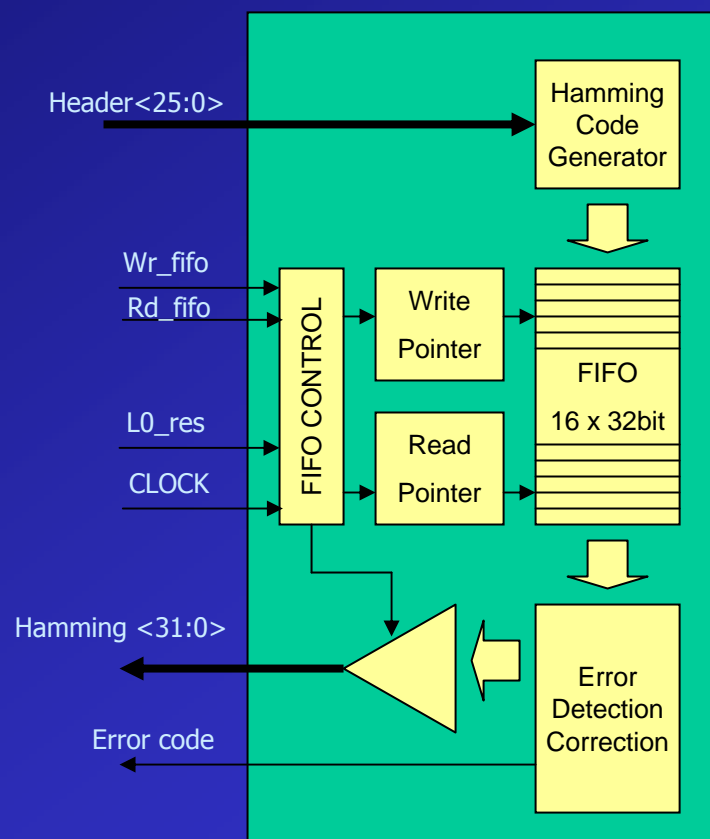 Header<25:0>
Hamming
Code
Generator
Wr_fifo
Rd_fifo
L0_res
CLOCK
FIFO CONTROL
Write
Pointer
Read
Pointer
FIFO
16 x 32bit
Hamming <31:0>
Error code
Error
Detection
Correction